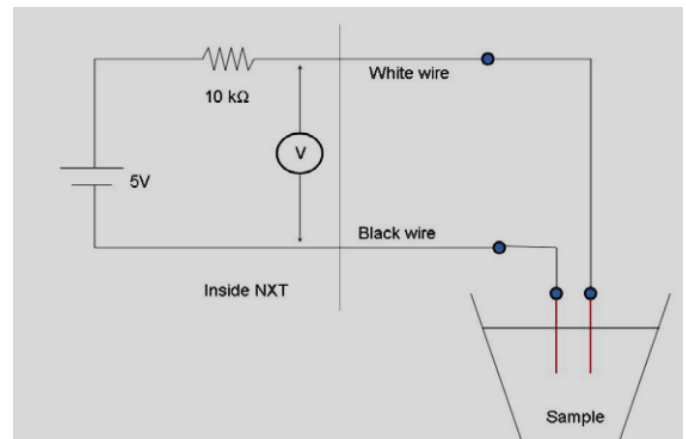 White wire
10 kΩ
V
5V
Black wire
Inside NXT
Sample